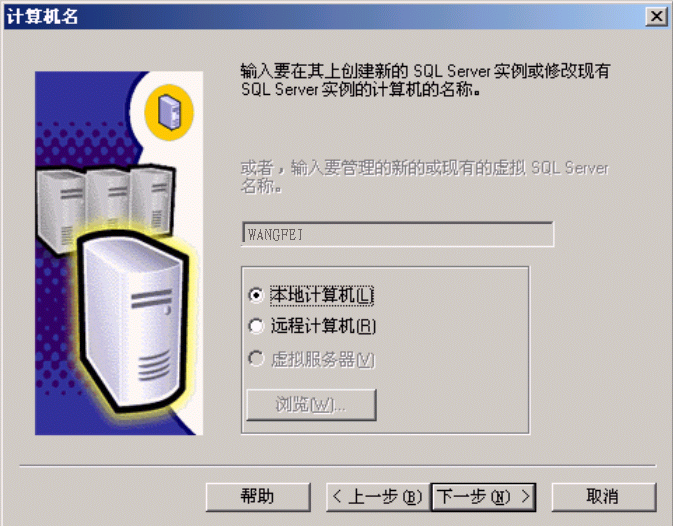 计算机名
输入要在其上创建新的 SQL Server 实例或修改现有
SQL Server 实例的计算机的名称。
或者，输入要管理的新的或现有的虚拟 SQL Server
名称。
WANGFEI
本地计算机(L)
远程计算机(R)
虚拟服务器(V)
浏览(W)...
帮助
< 上一步(B)
下一步(N) >
取消